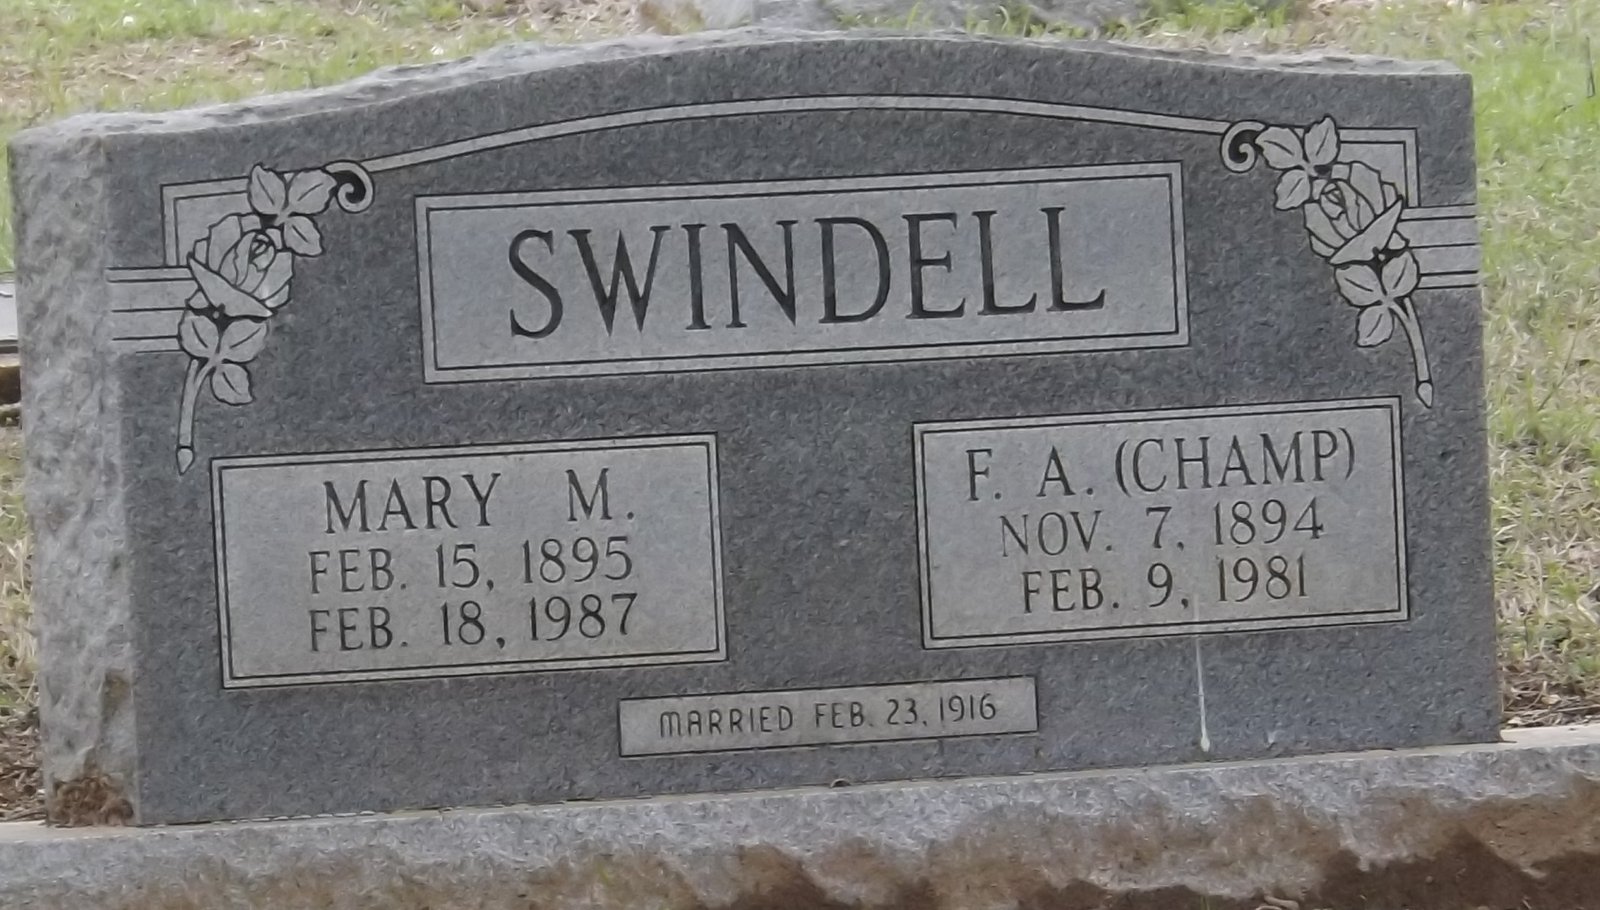 SWINDELL
MARY M.
FEB. 15, 1895
FEB. 18, 1987
F. A. (CHAMP)
NOV. 7, 1894
FEB. 9, 1981
MARRIED FEB. 23, 1916